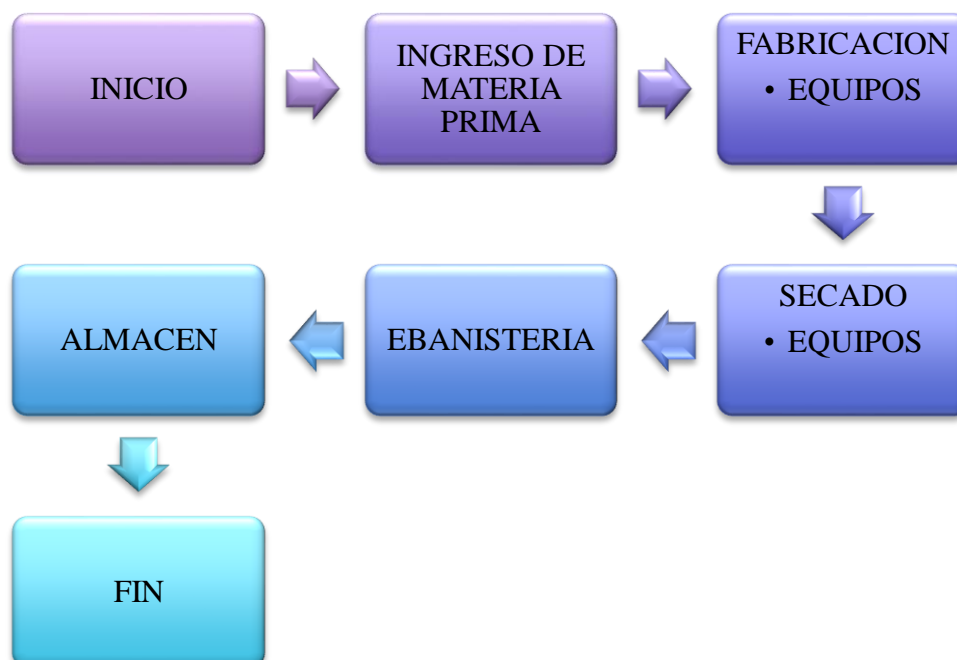 INICIO
INGRESO DE
MATERIA
PRIMA
FABRICACION
• EQUIPOS
SECADO
• EQUIPOS
EBANISTERIA
ALMACEN
FIN